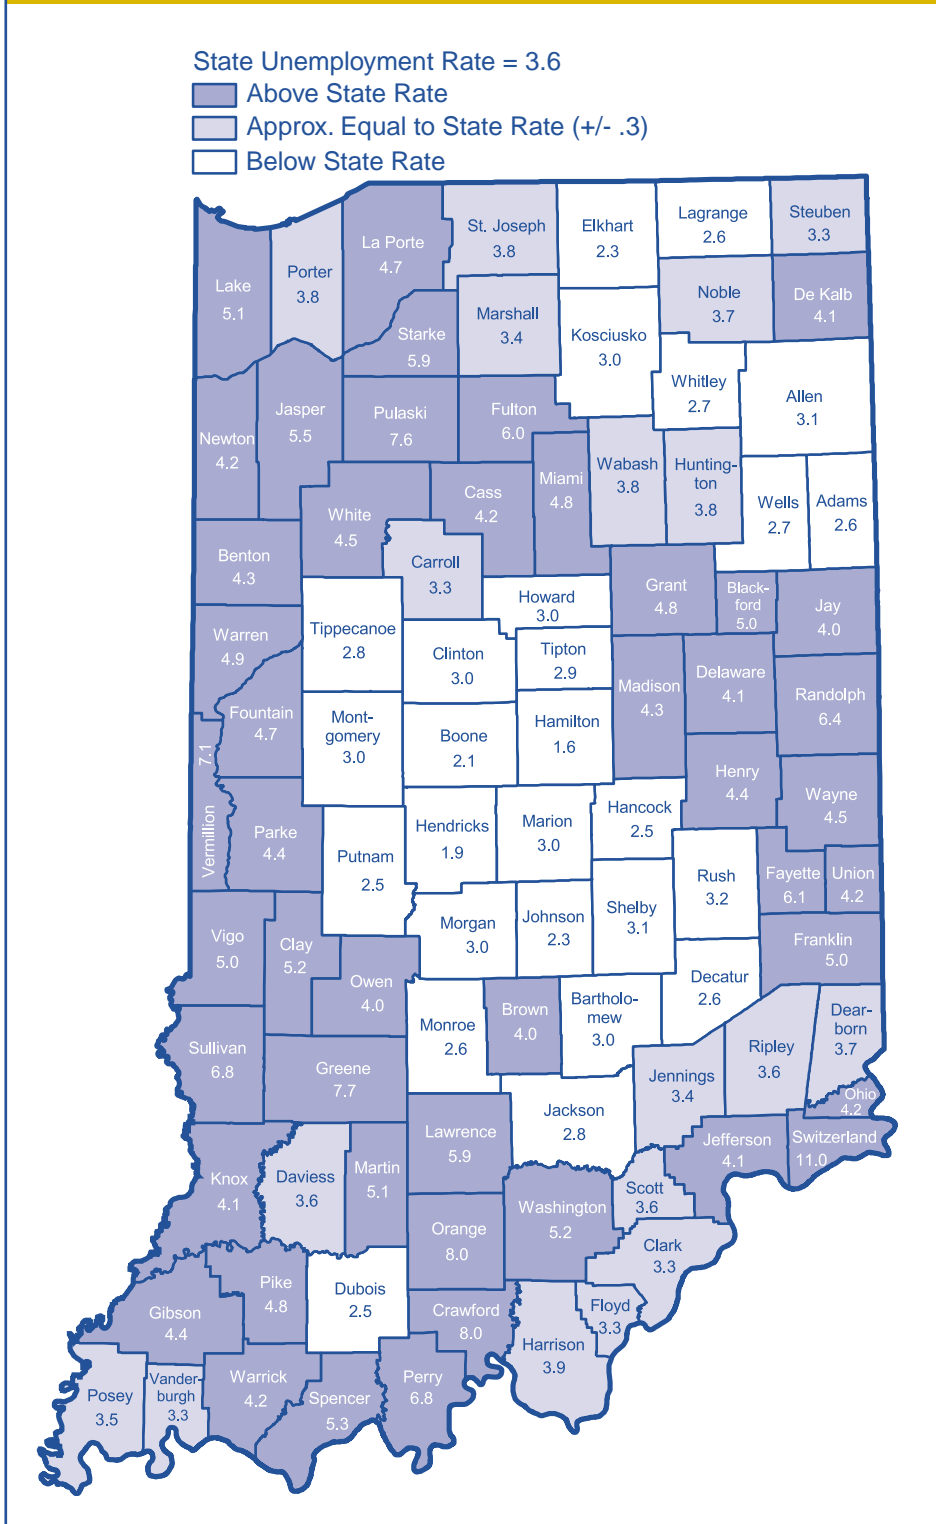 State Unemployment Rate = 3.6
Above State Rate
Approx. Equal to State Rate (+/- .3)
Below State Rate
Lake
5.1
Porter
3.8
La Porte
4.7
St. Joseph
3.8
Elkhart
2.3
Lagrange
2.6
Steuben
3.3
Starke
5.9
Marshall
3.4
Kosciusko
3.0
Noble
3.7
De Kalb
4.1
Whitley
2.7
Allen
3.1
Newton
4.2
Jasper
5.5
Pulaski
7.6
Fulton
6.0
Miami
4.8
Wabash
3.8
Hunting-
ton
3.8
Wells
2.7
Adams
2.6
White
4.5
Cass
4.2
Benton
4.3
Carroll
3.3
Howard
3.0
Grant
4.8
Black-
ford
5.0
Jay
4.0
Warren
4.9
Tippecanoe
2.8
Clinton
3.0
Tipton
2.9
Madison
4.3
Delaware
4.1
Randolph
6.4
Fountain
4.7
Mont-
gomery
3.0
Boone
2.1
Hamilton
1.6
Vermillion
7.1
Henry
4.4
Wayne
4.5
Parke
4.4
Putnam
2.5
Hendricks
1.9
Marion
3.0
Hancock
2.5
Rush
3.2
Fayette
6.1
Union
4.2
Vigo
5.0
Clay
5.2
Owen
4.0
Morgan
3.0
Johnson
2.3
Shelby
3.1
Decatur
2.6
Franklin
5.0
Sullivan
6.8
Greene
7.7
Monroe
2.6
Brown
4.0
Bartholo-
mew
3.0
Jennings
3.4
Ripley
3.6
Dear-
born
3.7
Ohio
4.2
Jackson
2.8
Lawrence
5.9
Jefferson
4.1
Switzerland
11.0
Knox
4.1
Daviess
3.6
Martin
5.1
Orange
8.0
Washington
5.2
Scott
3.6
Clark
3.3
Gibson
4.4
Pike
4.8
Dubois
2.5
Crawford
8.0
Harrison
3.9
Floyd
3.3
Posey
3.5
Vander-
burgh
3.3
Warrick
4.2
Spencer
5.3
Perry
6.8